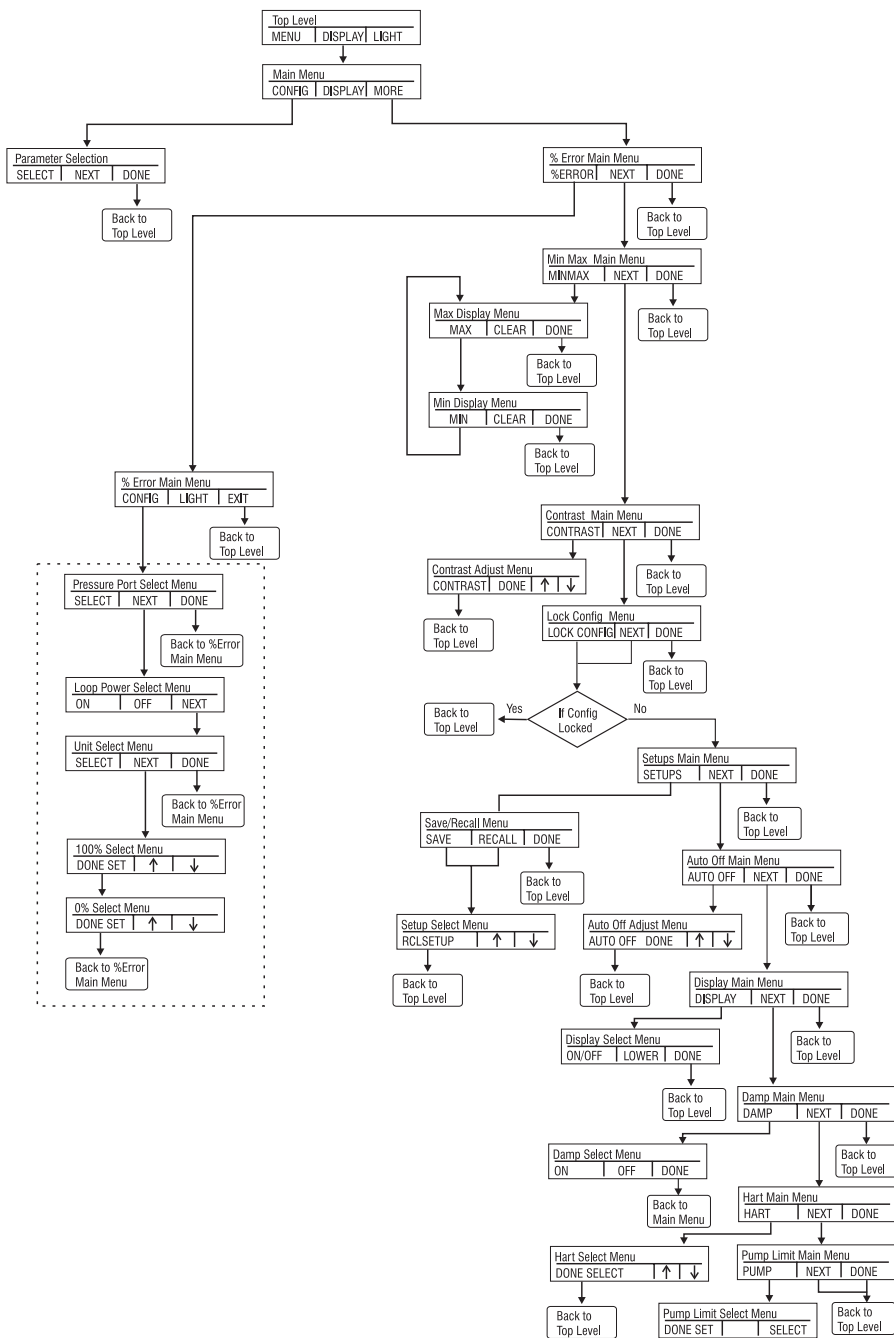 Top Level
MENU DISPLAY LIGHT
Main Menu
CONFIG DISPLAY MORE
Parameter Selection
SELECT NEXT DONE
Back to
Top Level
% Error Main Menu
%ERROR NEXT DONE
Back to
Top Level
Min Max Main Menu
MINMAX NEXT DONE
Back to
Top Level
Max Display Menu
MAX CLEAR DONE
Back to
Top Level
Min Display Menu
MIN CLEAR DONE
Back to
Top Level
% Error Main Menu
CONFIG LIGHT EXIT
Back to
Top Level
Pressure Port Select Menu
SELECT NEXT DONE
Back to %Error
Main Menu
Loop Power Select Menu
ON OFF NEXT
Unit Select Menu
SELECT NEXT DONE
Back to %Error
Main Menu
100% Select Menu
DONE SET ↑ ↓
0% Select Menu
DONE SET ↑ ↓
Back to %Error
Main Menu
Contrast Main Menu
CONTRAST NEXT DONE
Back to
Top Level
Contrast Adjust Menu
CONTRAST DONE ↑ ↓
Back to
Top Level
Lock Config Menu
LOCK CONFIG NEXT DONE
Back to
Top Level
If Config
Locked
Yes
No
Back to
Top Level
Setups Main Menu
SETUPS NEXT DONE
Back to
Top Level
Save/Recall Menu
SAVE RECALL DONE
Back to
Top Level
Setup Select Menu
RCLSETUP ↑ ↓
Back to
Top Level
Auto Off Main Menu
AUTO OFF NEXT DONE
Back to
Top Level
Auto Off Adjust Menu
AUTO OFF DONE ↑ ↓
Back to
Top Level
Display Main Menu
DISPLAY NEXT DONE
Back to
Top Level
Display Select Menu
ON/OFF LOWER DONE
Back to
Top Level
Damp Main Menu
DAMP NEXT DONE
Back to
Top Level
Damp Select Menu
ON OFF DONE
Back to
Main Menu
Hart Main Menu
HART NEXT DONE
Hart Select Menu
DONE SELECT ↑ ↓
Back to
Top Level
Pump Limit Main Menu
PUMP NEXT DONE
Back to
Top Level
Pump Limit Select Menu
DONE SET SELECT